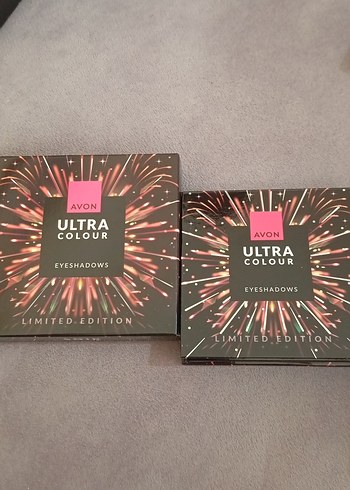 AVON
ULTRA
COLOUR
EYESHADOWS
LIMITED EDITION
AVON
ULTRA
COLOUR
EYESHADOWS
LIMITED EDITION